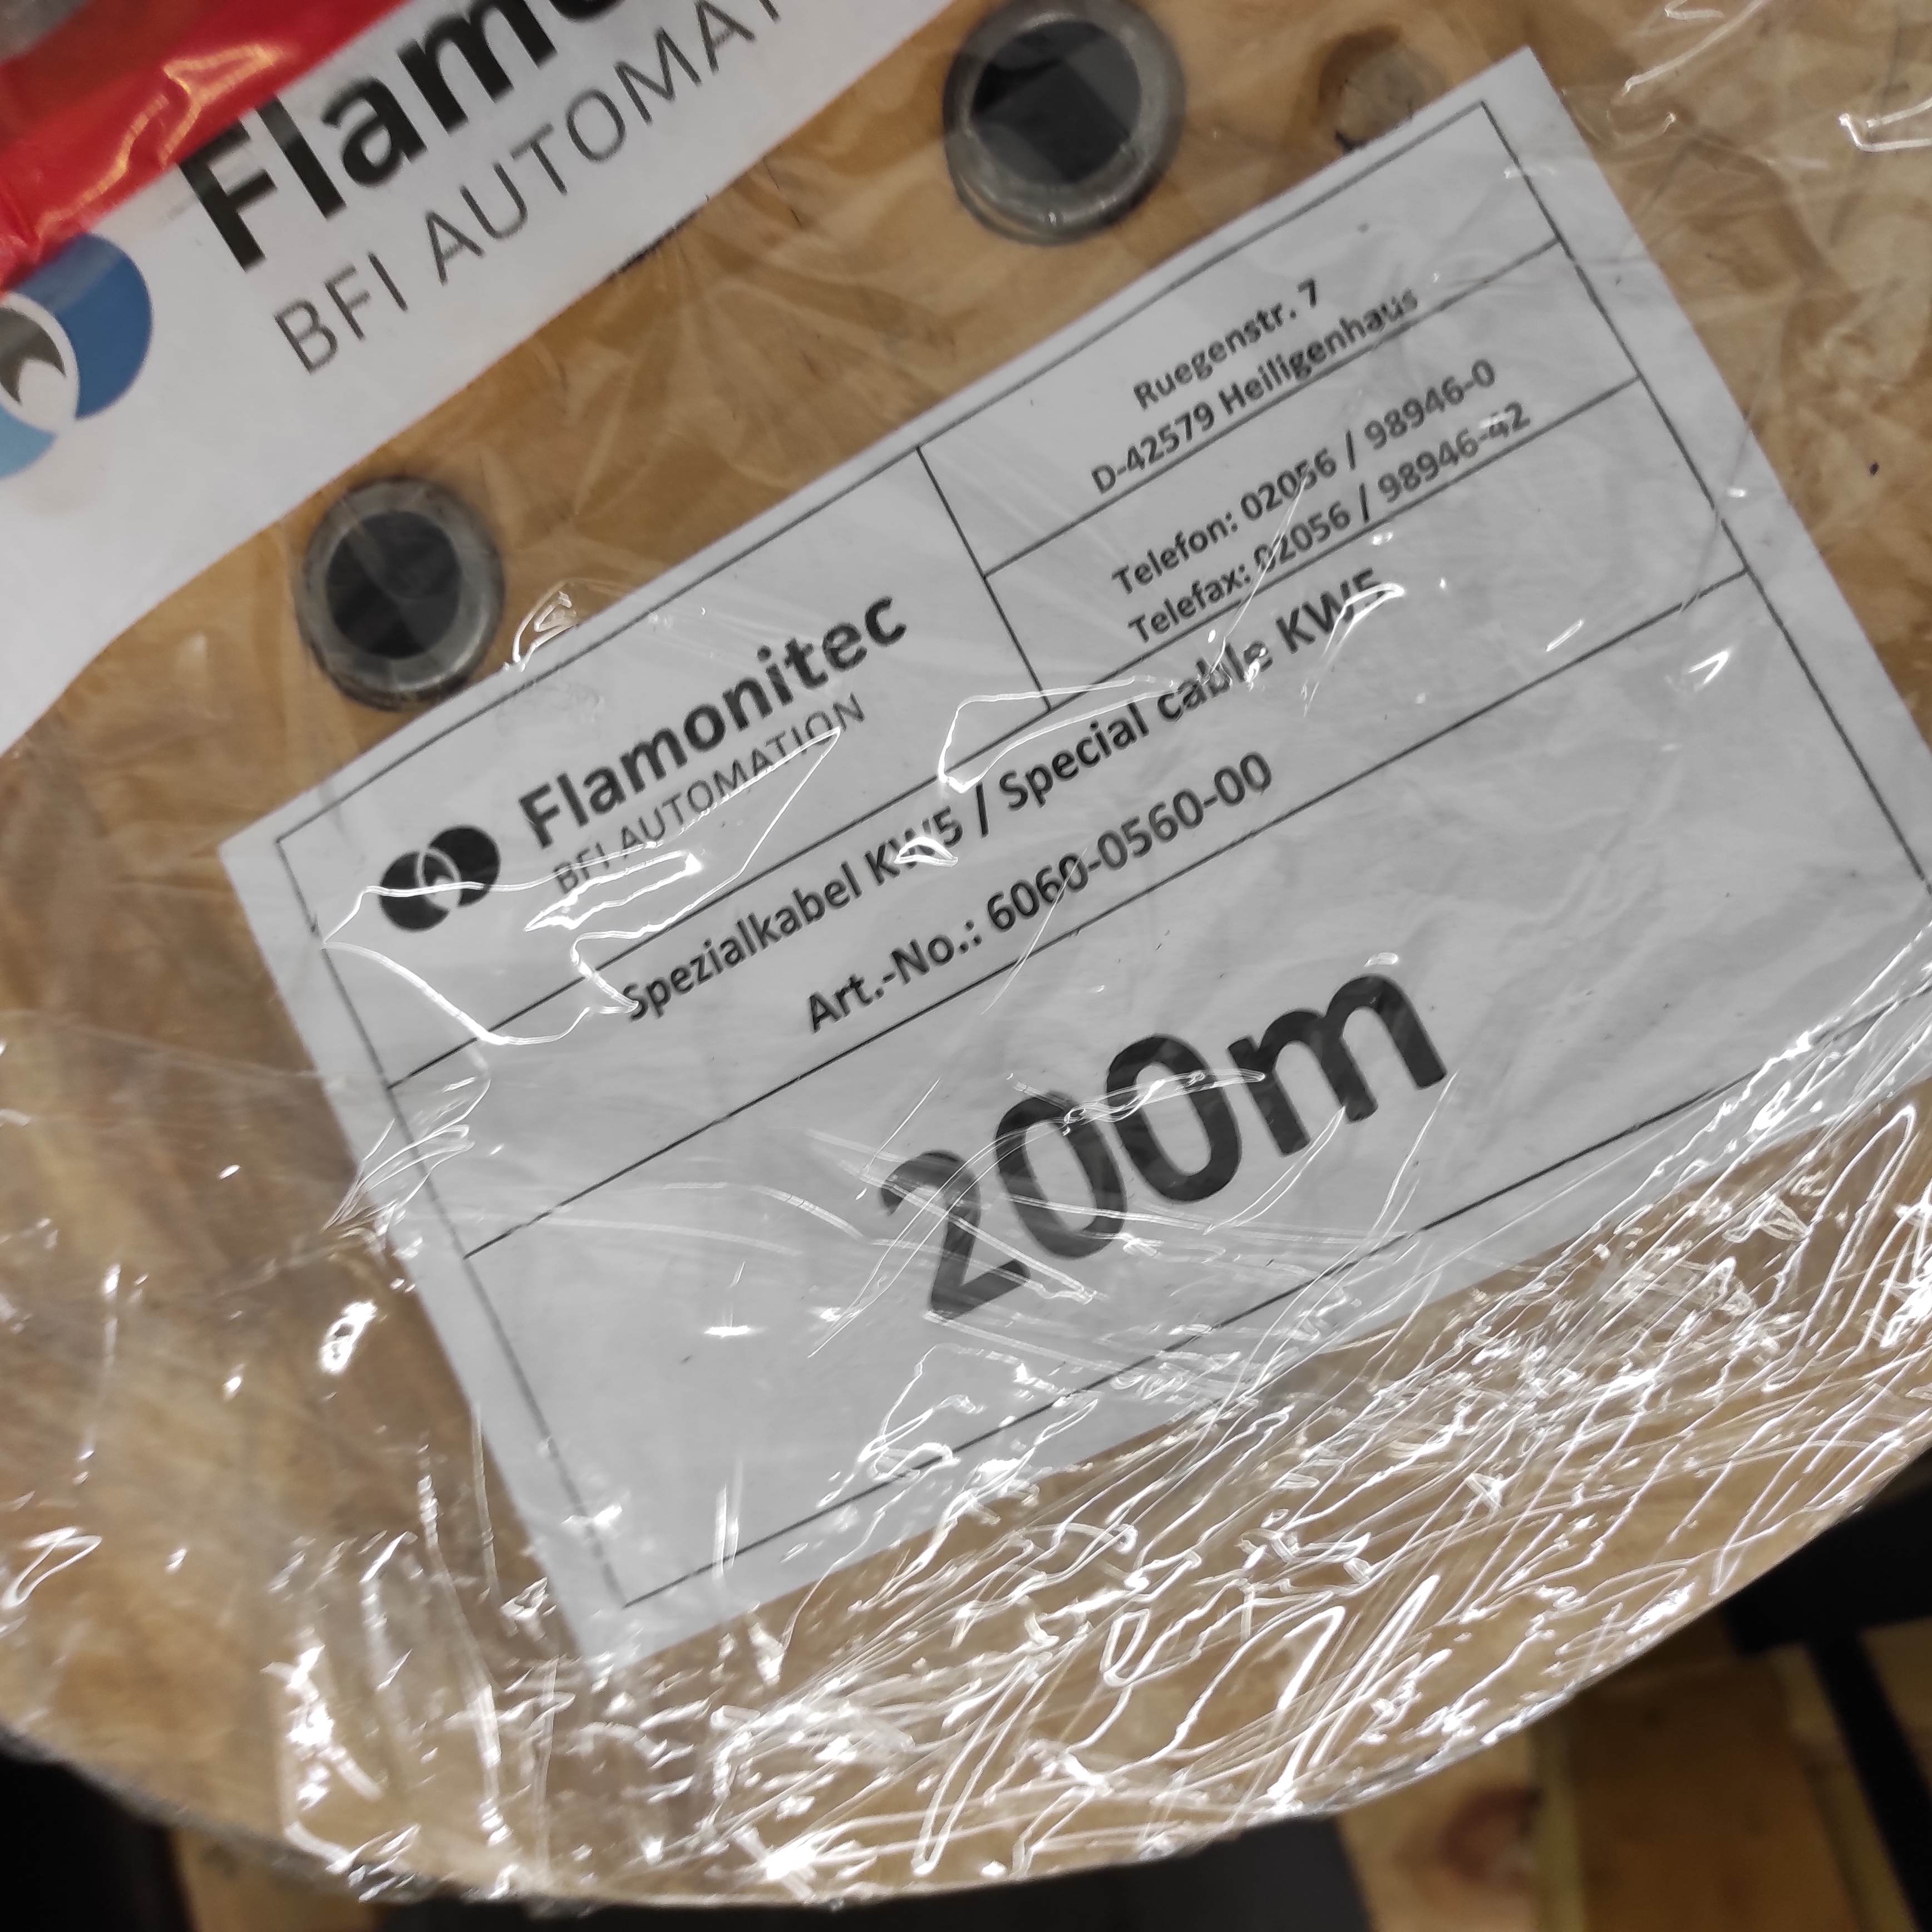 Flam
BFI AUTOMAT
Flamonitec
BFI AUTOMATION
Ruegenstr. 7
D-42579 Heiligenhaus
Telefon: 02056 / 98946-0
Telefax: 02056 / 98946-42
Spezialkabel KW5 / Special cable KW5
Art.-No.: 6060-0560-00
200m